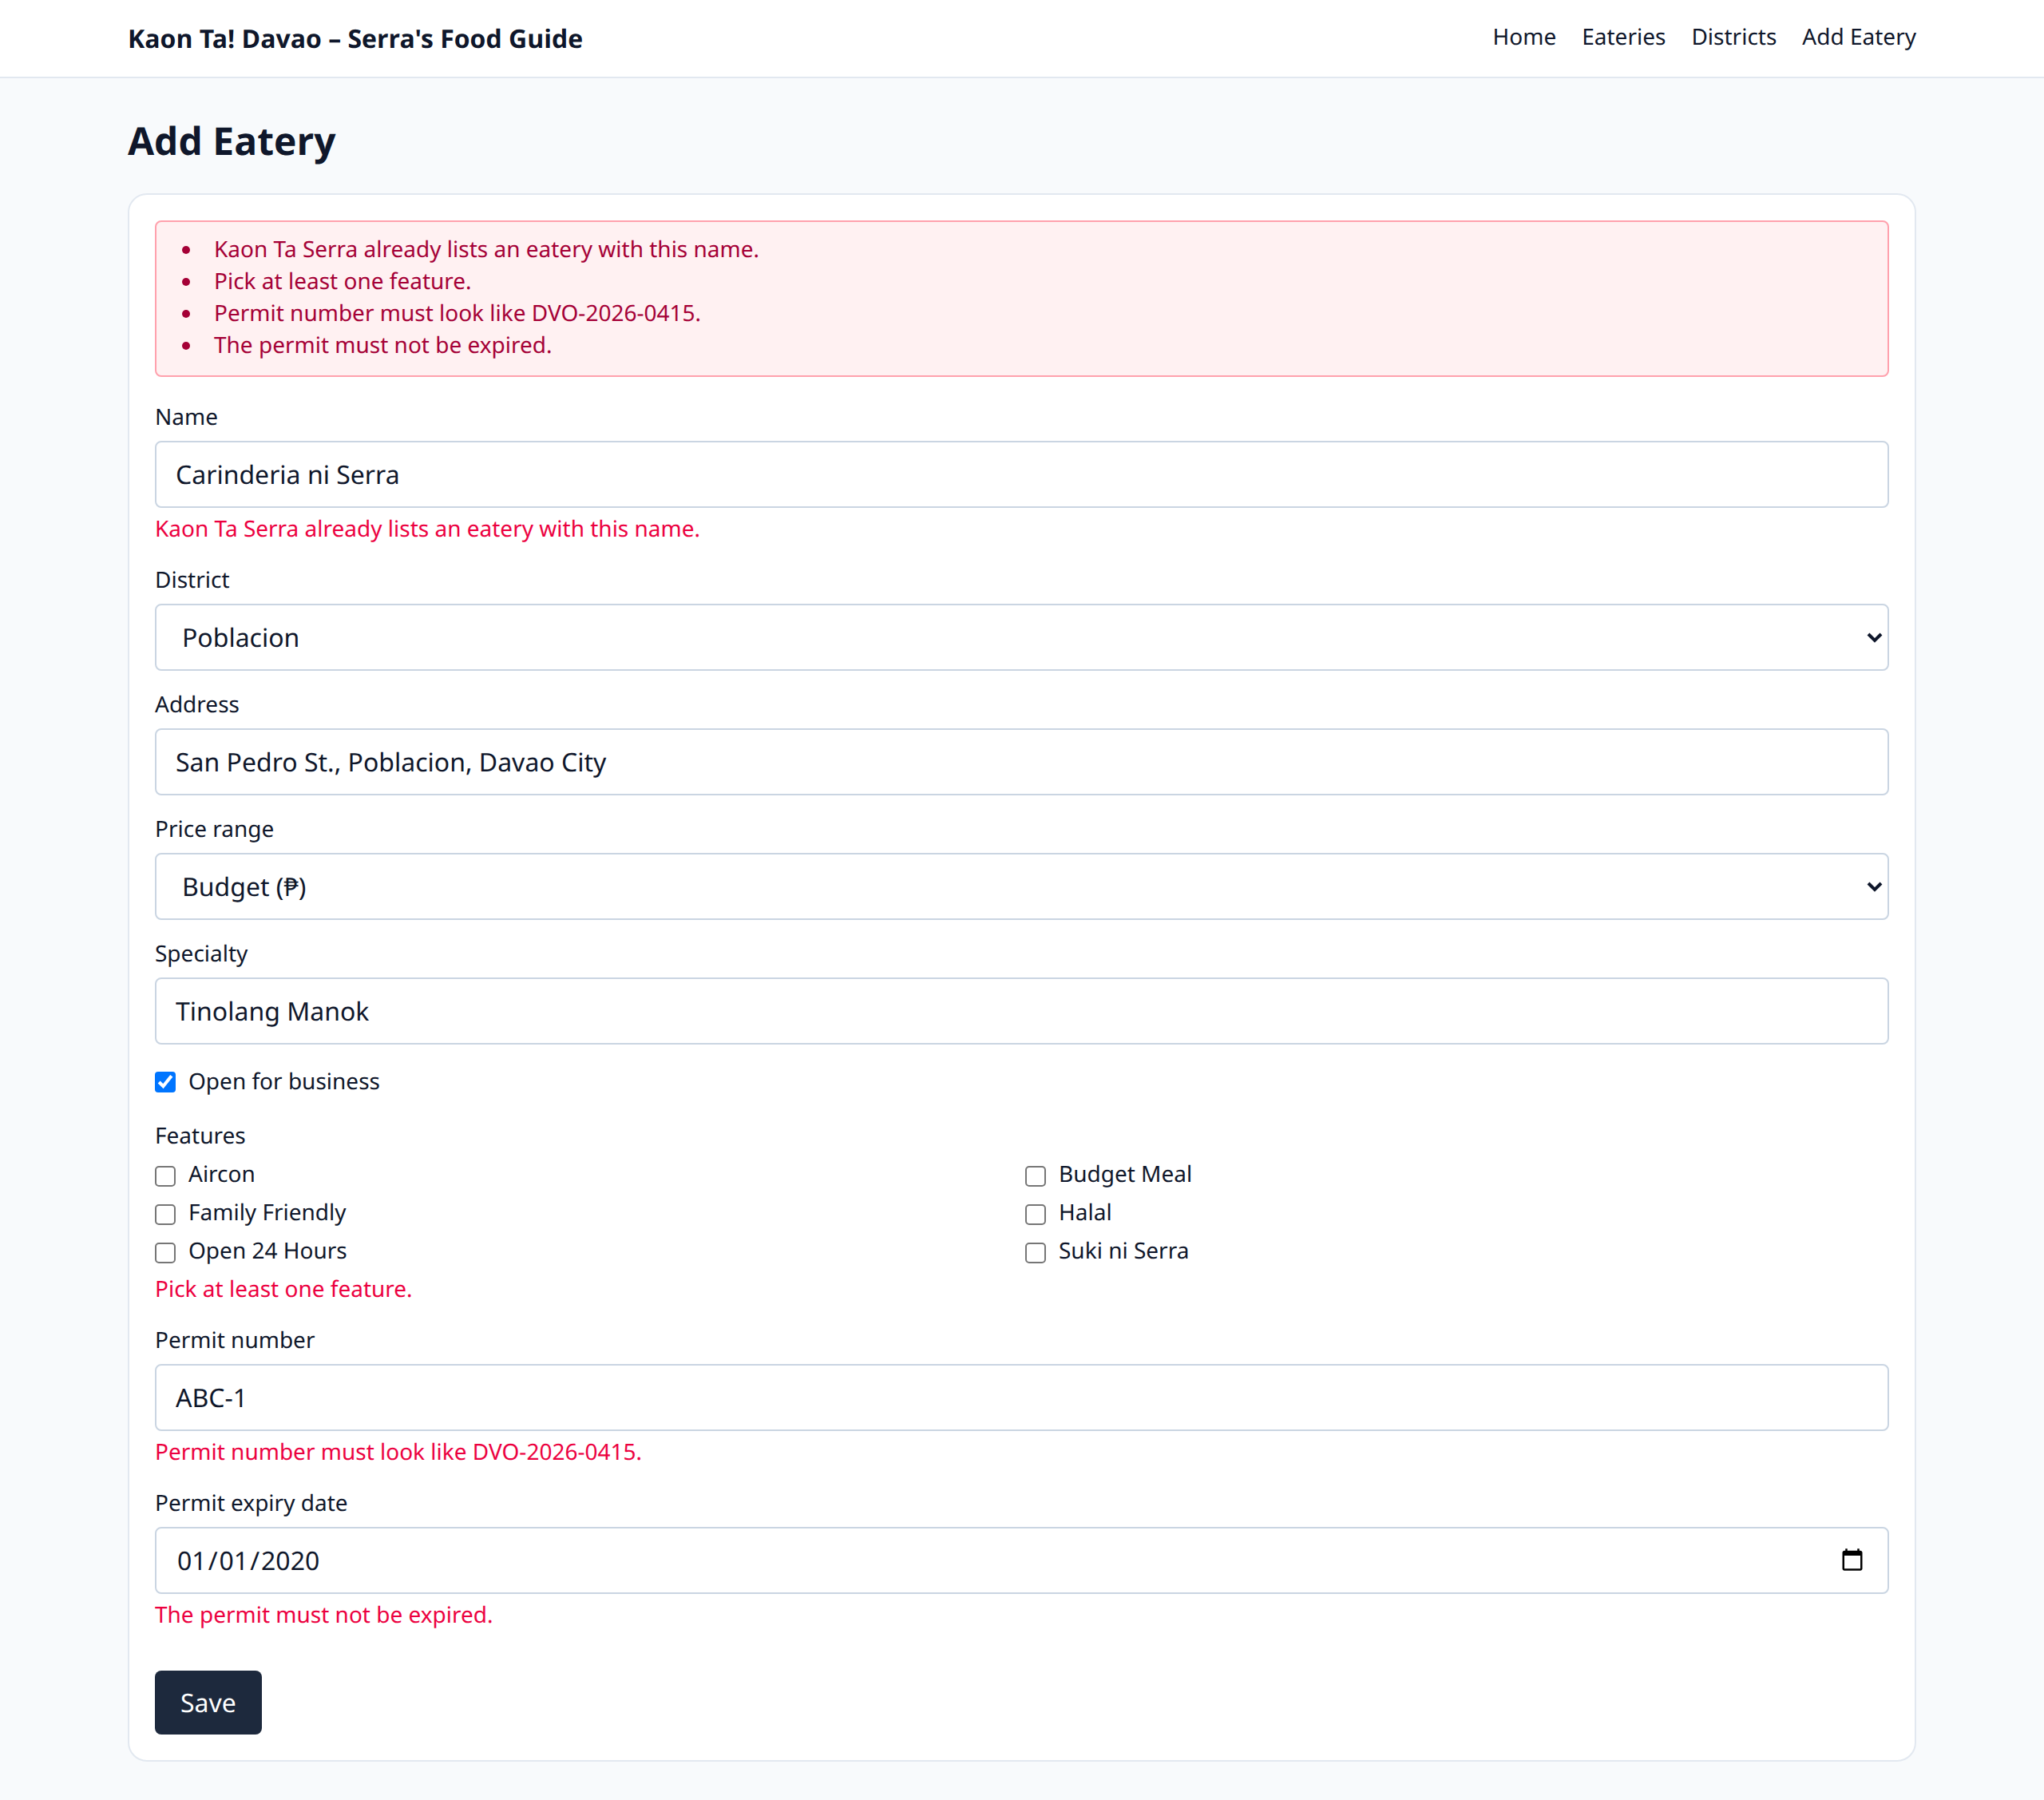 Kaon Ta! Davao – Serra's Food Guide
Home Eateries Districts Add Eatery
Add Eatery
Kaon Ta Serra already lists an eatery with this name.
Pick at least one feature.
Permit number must look like DVO-2026-0415.
The permit must not be expired.
Name
Carinderia ni Serra
Kaon Ta Serra already lists an eatery with this name.
District
Poblacion
Address
San Pedro St., Poblacion, Davao City
Price range
Budget (₱)
Specialty
Tinolang Manok
Open for business
Features
Aircon Budget Meal
Family Friendly Halal
Open 24 Hours Suki ni Serra
Pick at least one feature.
Permit number
ABC-1
Permit number must look like DVO-2026-0415.
Permit expiry date
01/01/2020
The permit must not be expired.
Save